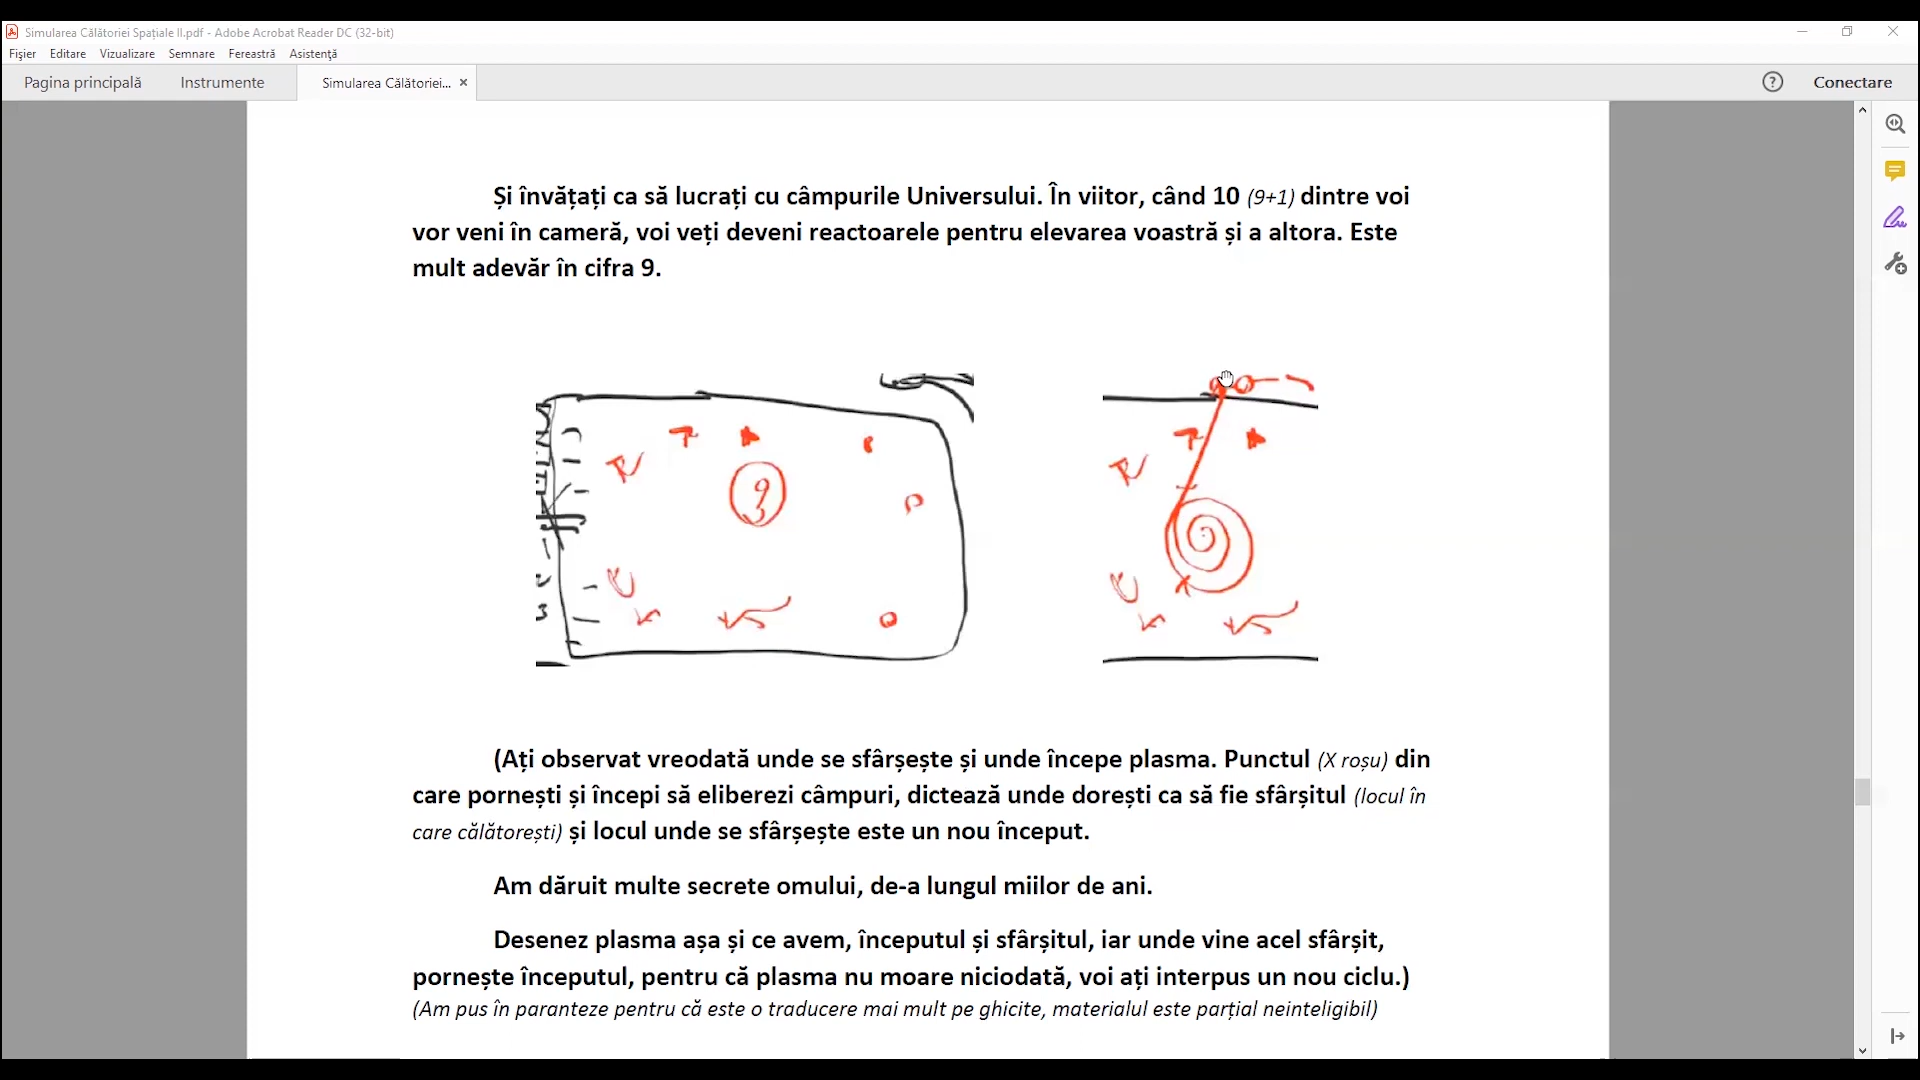 Simularea Călătoriei Spațiale II.pdf - Adobe Acrobat Reader DC (32-bit)
Fișier Editare Vizualizare Semnare Fereastră Asistență
Pagina principală Instrumente Simularea Călătoriei... × ? Conectare
Și învățați ca să lucrați cu câmpurile Universului. În viitor, când 10 (9+1) dintre voi
vor veni în cameră, voi veți deveni reactoarele pentru elevarea voastră și a altora. Este
mult adevăr în cifra 9.
9
3
(Ați observat vreodată unde se sfârșește și unde începe plasma. Punctul (X roșu) din
care pornești și începi să eliberezi câmpuri, dictează unde dorești ca să fie sfârșitul (locul în
care călătorești) și locul unde se sfârșește este un nou început.
Am dăruit multe secrete omului, de-a lungul miilor de ani.
Desenez plasma așa și ce avem, începutul și sfârșitul, iar unde vine acel sfârșit,
pornește începutul, pentru că plasma nu moare niciodată, voi ați interpus un nou ciclu.)
(Am pus în paranteze pentru că este o traducere mai mult pe ghicite, materialul este parțial neinteligibil)